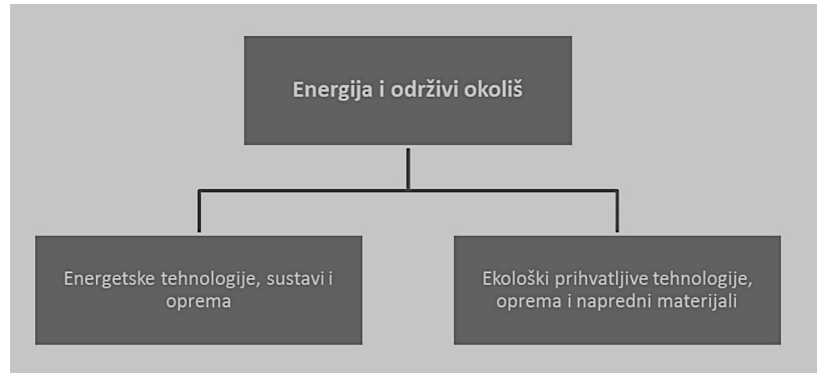 Energija i održivi okoliš
Energetske tehnologije, sustavi i
oprema
Ekološki prihvatljive tehnologije,
oprema i napredni materijali